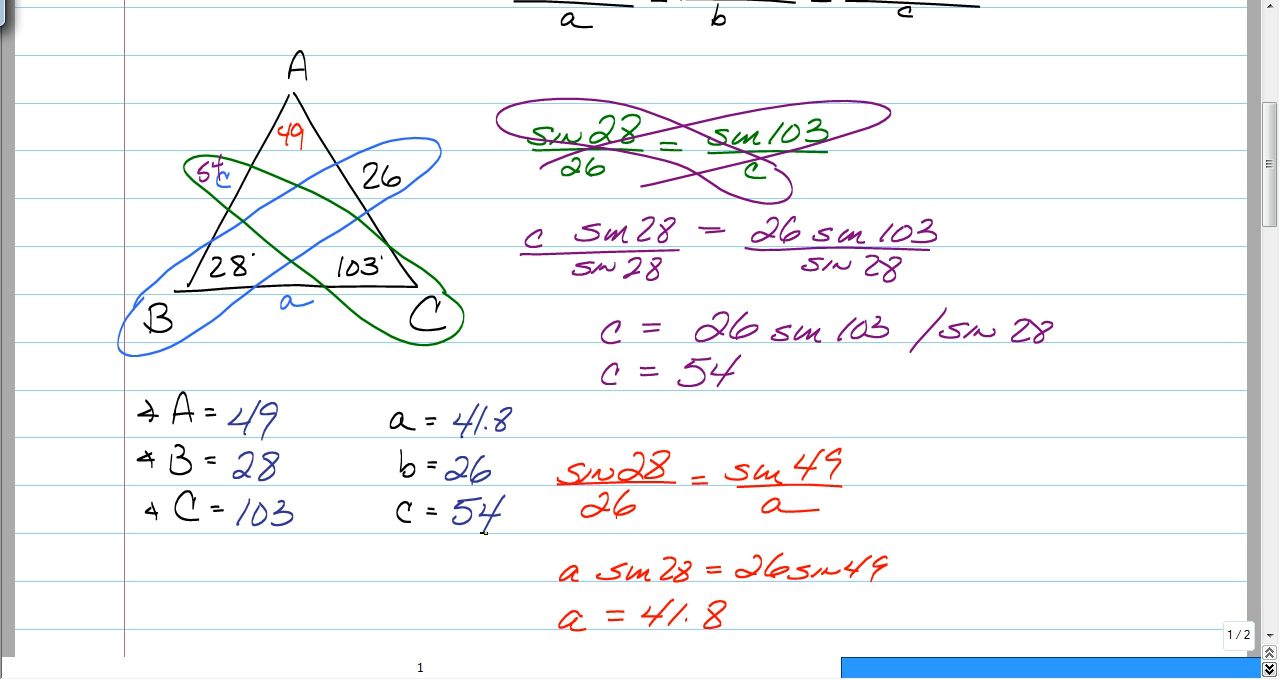 a b c
A
49
54 c 26
28° 103°
B a C
sin 28 / 26 = sin 103 / c
c sin 28 / sin 28 = 26 sin 103 / sin 28
c = 26 sin 103 / sin 28
c = 54
∡ A = 49 a = 41.8
∡ B = 28 b = 26
∡ C = 103 c = 54
sin 28 / 26 = sin 49 / a
a sin 28 = 26 sin 49
a = 41.8
1 / 2
1